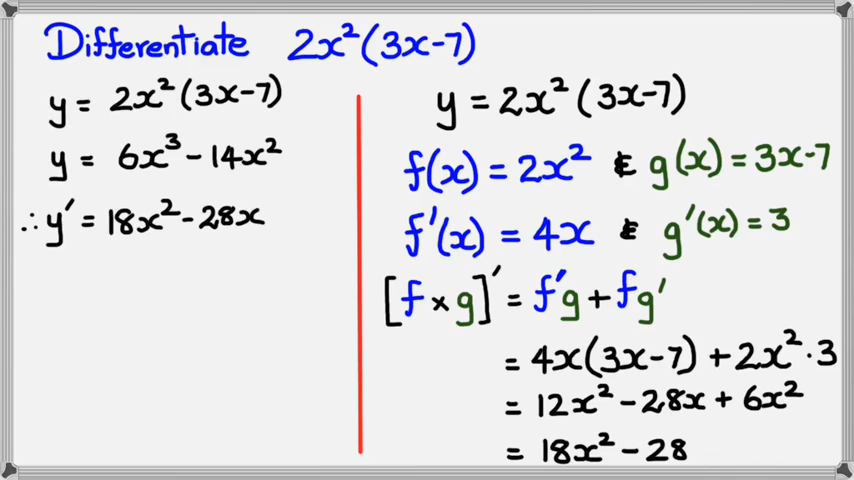 Differentiate 2x²(3x-7)
y = 2x²(3x-7)
y = 6x³ - 14x²
∴ y′ = 18x² - 28x
y = 2x²(3x-7)
f(x) = 2x² & g(x) = 3x-7
f′(x) = 4x & g′(x) = 3
[f × g]′ = f′g + fg′
= 4x(3x-7) + 2x²·3
= 12x² - 28x + 6x²
= 18x² - 28